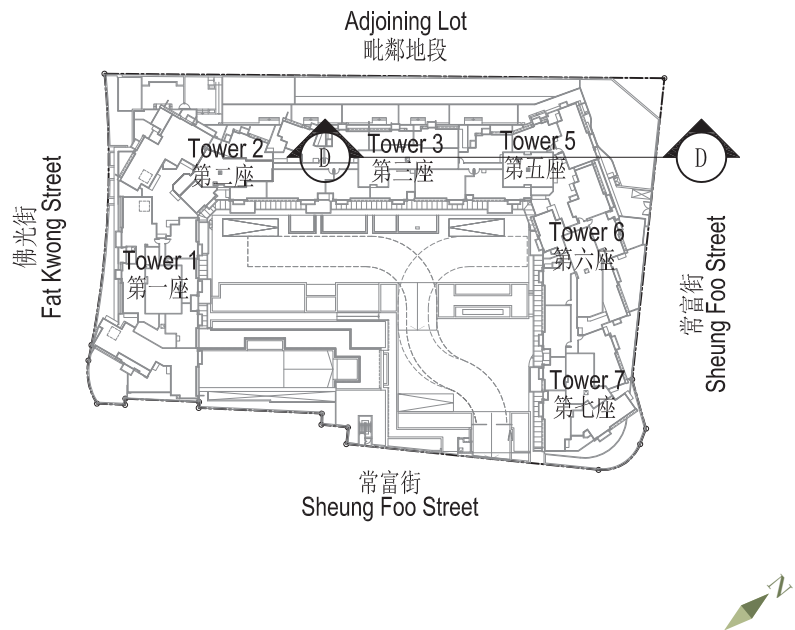 Adjoining Lot
毗鄰地段
Tower 2
第二座
D
Tower 3
第三座
Tower 5
第五座
D
佛光街
Fat Kwong Street
Tower 1
第一座
Tower 6
第六座
常富街
Sheung Foo Street
Tower 7
第七座
常富街
Sheung Foo Street
N